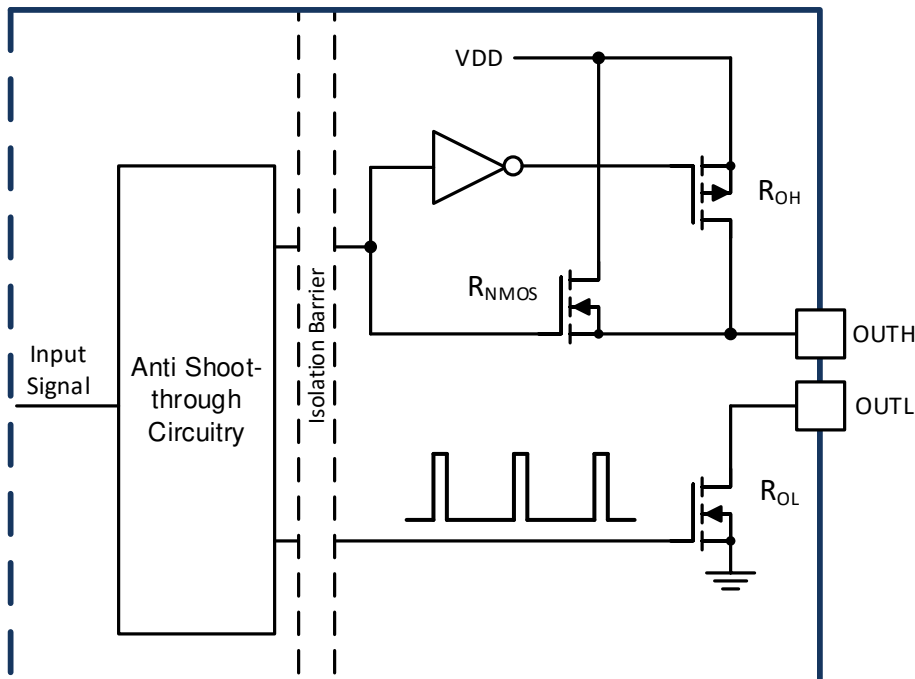 VDD
R_OH
R_NMOS
Isolation Barrier
Input
Signal
Anti Shoot-
through
Circuitry
OUTH
OUTL
R_OL